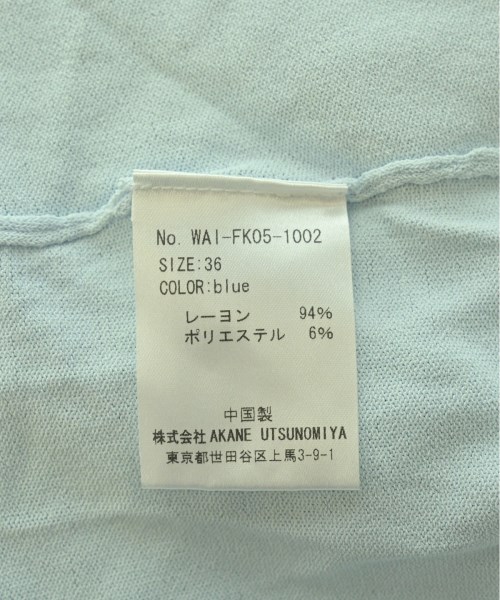 No. WAI-FK05-1002
SIZE:36
COLOR:blue
レーヨン 94%
ポリエステル 6%
中国製
株式会社 AKANE UTSUNOMIYA
東京都世田谷区上馬3-9-1